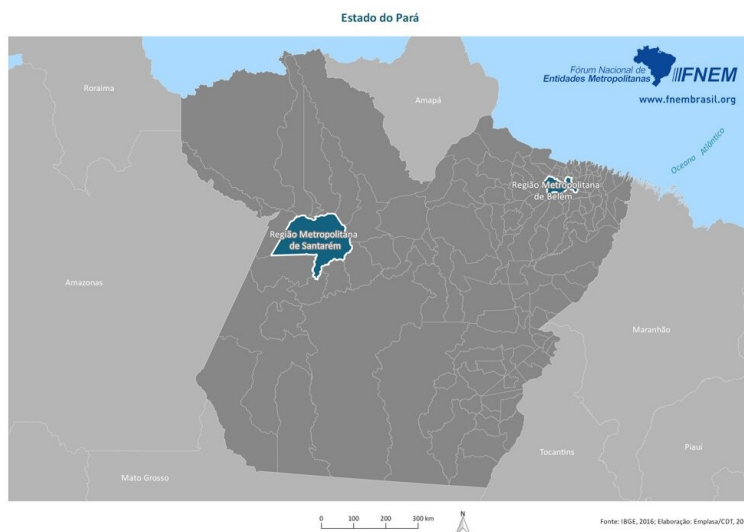 Estado do Pará
Fórum Nacional de
Entidades Metropolitanas
FNEM
www.fnembrasil.org
Roraima
Amapá
Oceano Atlântico
Região Metropolitana
de Belém
Região Metropolitana
de Santarém
Amazonas
Maranhão
Mato Grosso
Tocantins
Piauí
0 100 200 300 km
N
Fonte: IBGE, 2016; Elaboração: Emplasa/CDT, 20